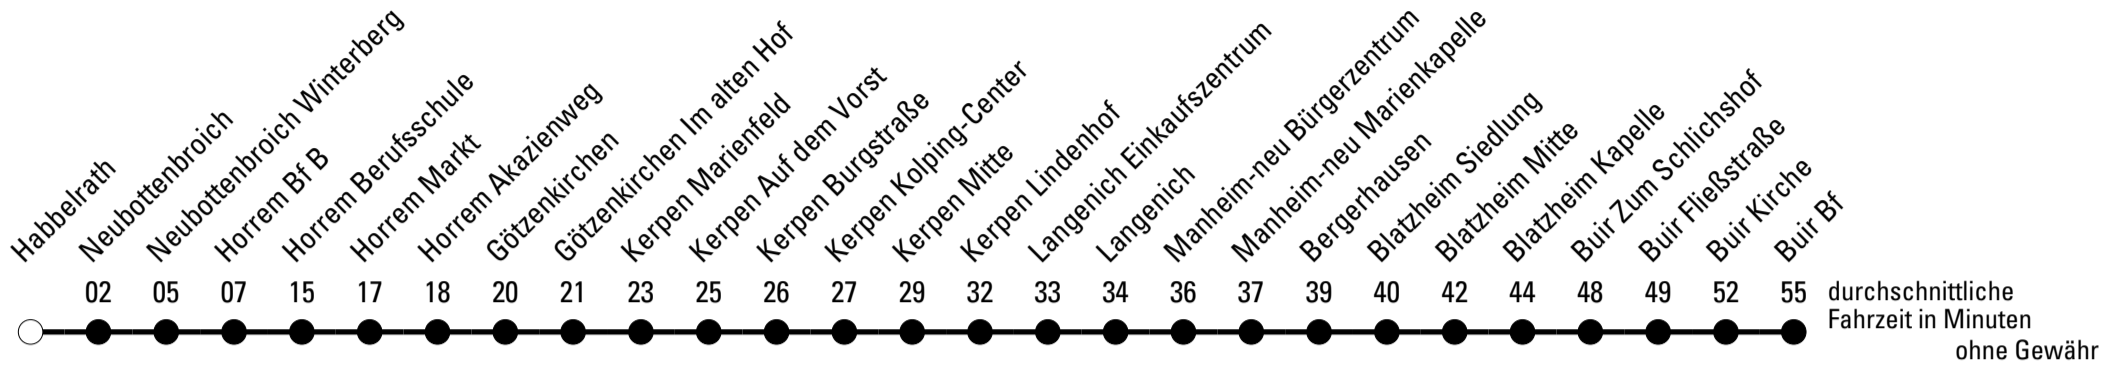 Habbelrath
Neubottenbroich
Neubottenbroich Winterberg
Horrem Bf B
Horrem Berufsschule
Horrem Markt
Horrem Akazienweg
Götzenkirchen
Götzenkirchen Im alten Hof
Kerpen Marienfeld
Kerpen Auf dem Vorst
Kerpen Burgstraße
Kerpen Kolping-Center
Kerpen Mitte
Kerpen Lindenhof
Langenich Einkaufszentrum
Langenich
Manheim-neu Bürgerzentrum
Manheim-neu Marienkapelle
Bergerhausen
Blatzheim Siedlung
Blatzheim Mitte
Blatzheim Kapelle
Buir Zum Schlichshof
Buir Fließstraße
Buir Kirche
Buir Bf
02 05 07 15 17 18 20 21 23 25 26 27 29 32 33 34 36 37 39 40 42 44 48 49 52 55 durchschnittliche
Fahrzeit in Minuten
ohne Gewähr